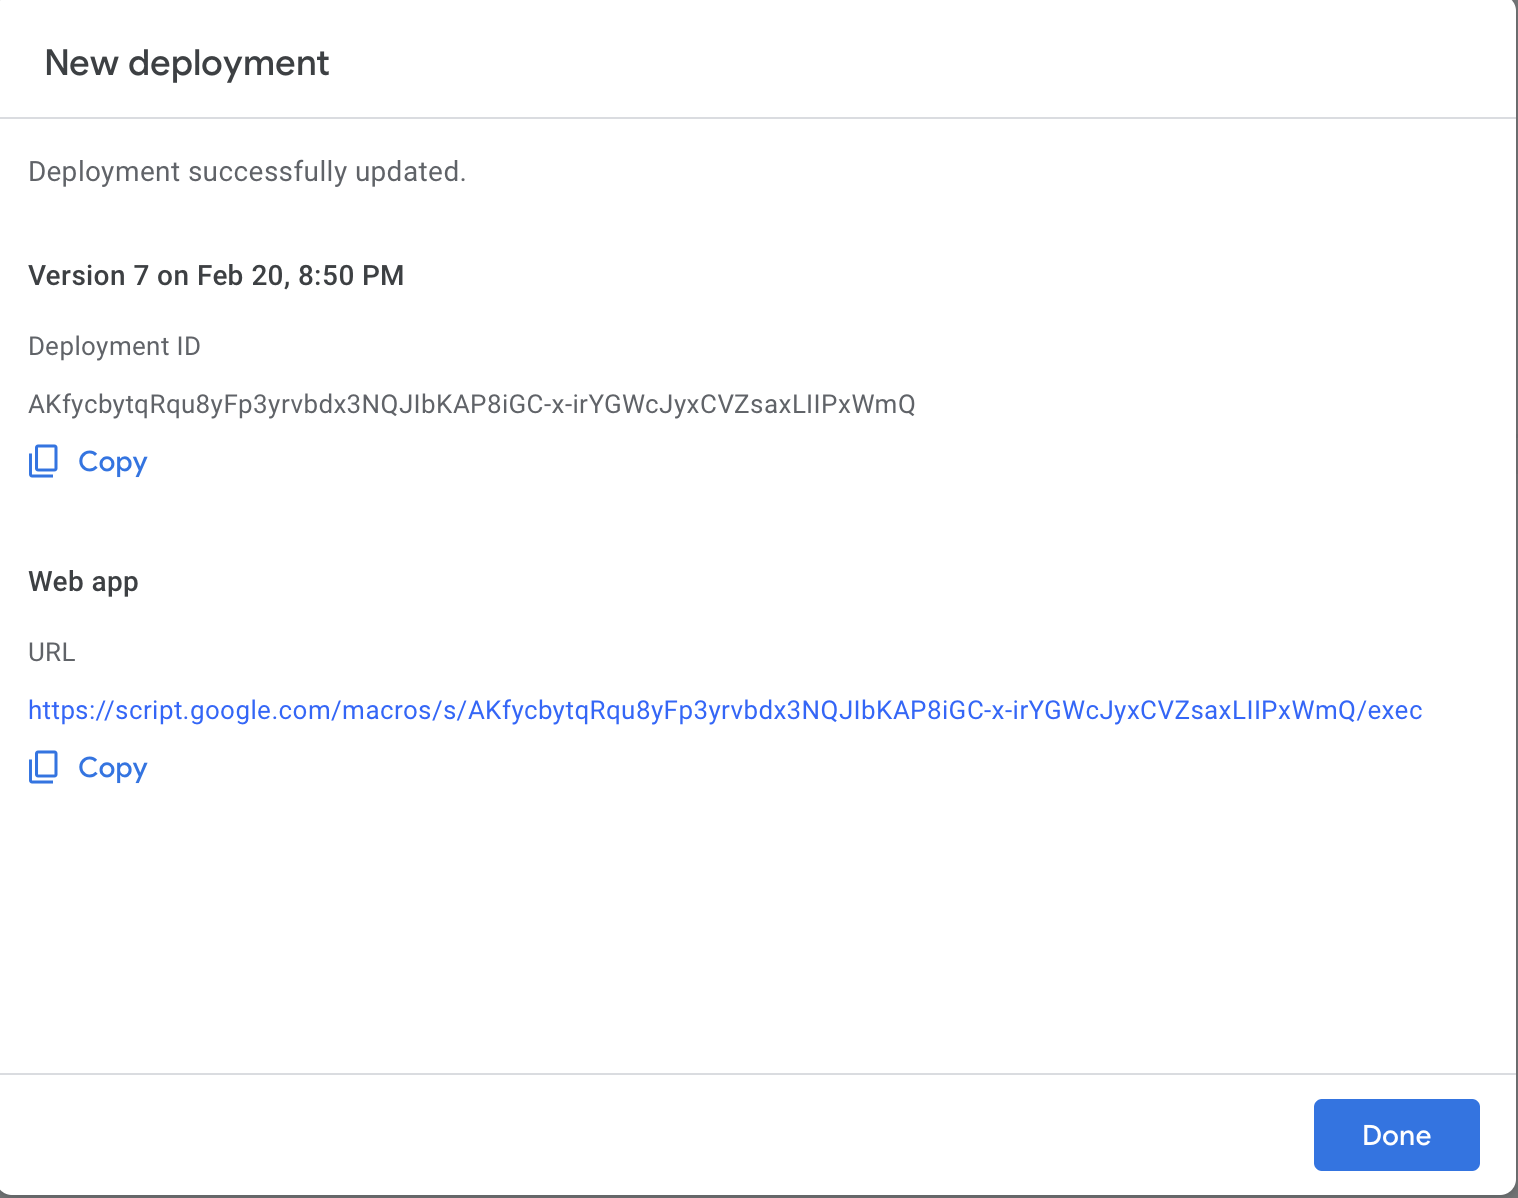 New deployment
Deployment successfully updated.
Version 7 on Feb 20, 8:50 PM
Deployment ID
AKfycbytqRqu8yFp3yrvbdx3NQJIbKAP8iGC-x-irYGWcJyxCVZsaxLIIPxWmQ
Copy
Web app
URL
https://script.google.com/macros/s/AKfycbytqRqu8yFp3yrvbdx3NQJIbKAP8iGC-x-irYGWcJyxCVZsaxLIIPxWmQ/exec
Copy
Done